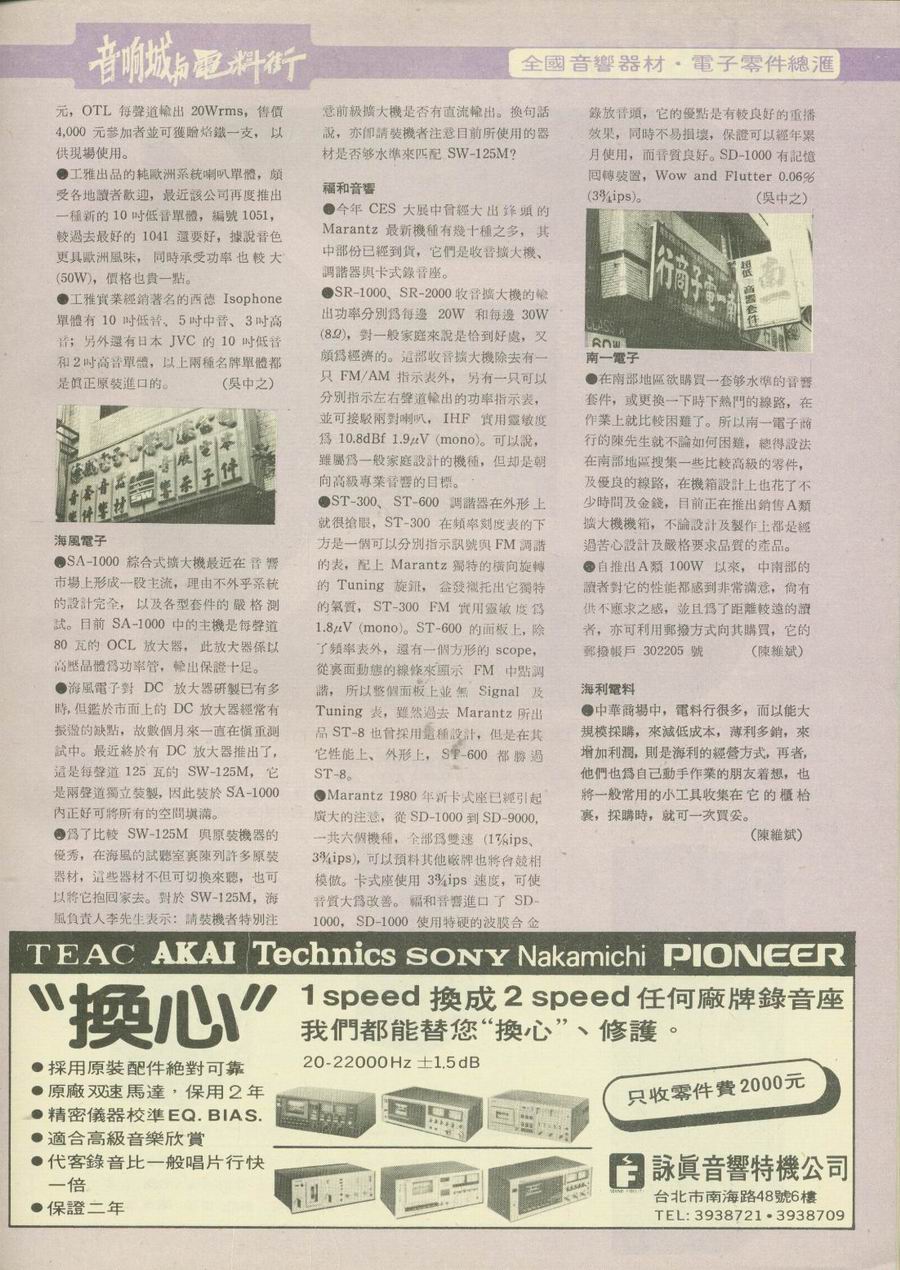 音响城与電料街
全國音響器材・電子零件總滙
元，OTL 每聲道輸出 20Wrms，售價
4,000 元參加者並可獲贈烙鐵一支，以
供現場使用。
●工雅出品的純歐洲系統喇叭單體，頗
受各地讀者歡迎，最近該公司再度推出
一種新的 10 吋低音單體，編號 1051，
較過去最好的 1041 還要好，據說音色
更具歐洲風味，同時承受功率也較大
(50W)，價格也貴一點。
●工雅實業經銷著名的西德 Isophone
單體有 10 吋低音、5吋中音、3吋高
音；另外還有日本 JVC 的 10 吋低音
和2吋高音單體，以上兩種名牌單體都
是眞正原裝進口的。　　（吳中之）
海風電子
●SA-1000 綜合式擴大機最近在音響
市場上形成一股主流，理由不外乎系統
的設計完全，以及各型套件的嚴格測
試。目前 SA-1000 中的主機是每聲道
80 瓦的 OCL 放大器，此放大器係以
高壓晶體爲功率管，輸出保證十足。
●海風電子對 DC 放大器研製已有多
時，但鑑於市面上的 DC 放大器經常有
振盪的缺點，故數個月來一直在愼重測
試中。最近終於有 DC 放大器推出了，
這是每聲道 125 瓦的 SW-125M，它
是兩聲道獨立裝製，因此裝於 SA-1000
內正好可將所有的空間塡滿。
●爲了比較 SW-125M 與原裝機器的
優秀，在海風的試聽室裏陳列許多原裝
器材，這些器材不但可切換來聽，也可
以將它抱回家去。對於 SW-125M，海
風負責人李先生表示：請裝機者特別注
意前級擴大機是否有直流輸出。換句話
說，亦卽請裝機者注意目前所使用的器
材是否够水準來匹配 SW-125M？
福和音響
●今年 CES 大展中曾經大出鋒頭的
Marantz 最新機種有幾十種之多，其
中部份已經到貨，它們是收音擴大機、
調諧器與卡式錄音座。
●SR-1000、SR-2000 收音擴大機的輸
出功率分別爲每邊 20W 和每邊 30W
(8Ω)，對一般家庭來說是恰到好處，又
頗爲經濟的。這部收音擴大機除去有一
只 FM/AM 指示表外，另有一只可以
分別指示左右聲道輸出的功率指示表，
並可接駁兩對喇叭，IHF 實用靈敏度
爲 10.8dBf 1.9μV (mono)。可以說，
雖屬爲一般家庭設計的機種，但却是朝
向高級專業音響的目標。
●ST-300、ST-600 調諧器在外形上
就很搶眼，ST-300 在頻率刻度表的下
方是一個可以分別指示訊號與FM調諧
的表，配上 Marantz 獨特的橫向旋轉
的 Tuning 旋鈕，益發襯托出它獨特
的氣質，ST-300 FM 實用靈敏度爲
1.8μV (mono)。ST-600 的面板上，除
了頻率表外，還有一個方形的 scope，
從裏面動態的線條來顯示 FM 中點調
諧，所以整個面板上並無 Signal 及
Tuning 表，雖然過去 Marantz 所出
品 ST-8 也曾採用這種設計，但是在其
它性能上、外形上，ST-600 都勝過
ST-8。
●Marantz 1980 年新卡式座已經引起
廣大的注意，從 SD-1000 到 SD-9000，
一共六個機種，全部爲雙速 (1⅞ips、
3¾ips)，可以預料其他廠牌也將會競相
模倣。卡式座使用 3¾ips 速度，可使
音質大爲改善。福和音響進口了 SD-
1000，SD-1000 使用特硬的波膜合金
錄放音頭，它的優點是有較良好的重播
效果，同時不易損壞，保證可以經年累
月使用，而音質良好。SD-1000 有記憶
回轉裝置，Wow and Flutter 0.06%
(3¾ips)。　　（吳中之）
南一
超低音響套件
南一電子商行
CLASS A
60W
南一電子
●在南部地區欲購買一套够水準的音響
套件，或更換一下時下熱門的線路，在
作業上就比較困難了。所以南一電子商
行的陳先生就不論如何困難，總得設法
在南部地區搜集一些比較高級的零件，
及優良的線路，在機箱設計上也花了不
少時間及金錢，目前正在推出銷售A類
擴大機機箱，不論設計及製作上都是經
過苦心設計及嚴格要求品質的產品。
●自推出A類 100W 以來，中南部的
讀者對它的性能都感到非常滿意，尙有
供不應求之感，並且爲了距離較遠的讀
者，亦可利用郵撥方式向其購買，它的
郵撥帳戶 302205 號　　（陳維斌）
海利電料
●中華商場中，電料行很多，而以能大
規模採購，來減低成本，薄利多銷，來
增加利潤，則是海利的經營方式，再者，
他們也爲自己動手作業的朋友着想，也
將一般常用的小工具收集在它的櫃枱
裏，採購時，就可一次買妥。
（陳維斌）
TEAC AKAI Technics SONY Nakamichi PIONEER
“換心”
1 speed 換成 2 speed 任何廠牌錄音座
我們都能替您“換心”、修護。
20-22000Hz ±1.5dB
●採用原裝配件絕對可靠
●原廠双速馬達，保用2年
●精密儀器校準EQ. BIAS.
●適合高級音樂欣賞
●代客錄音比一般唱片行快
一倍
●保證二年
只收零件費2000元
詠眞音響特機公司
台北市南海路48號6樓
TEL: 3938721・3938709